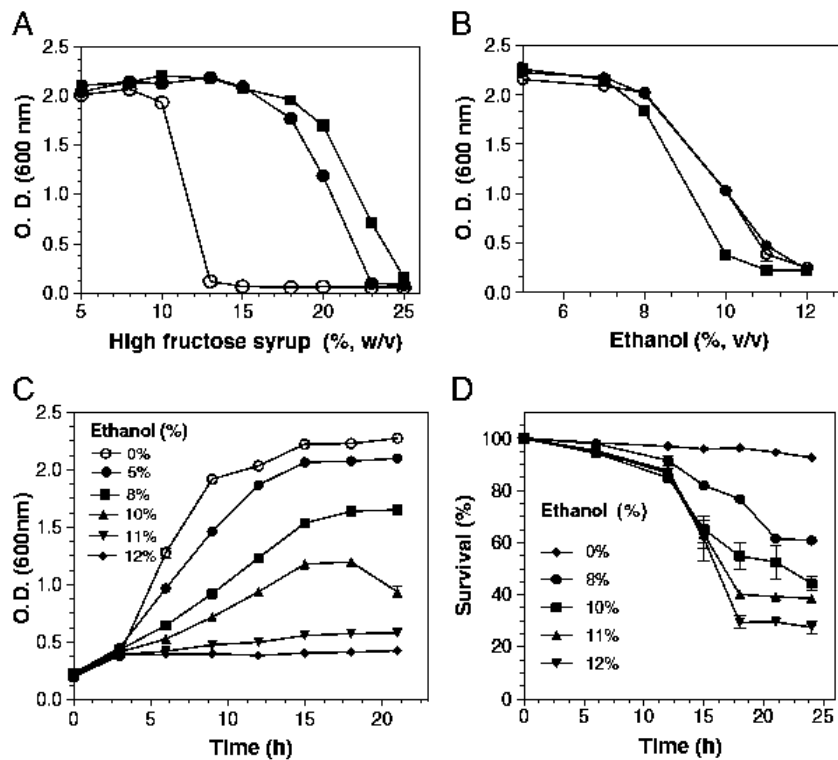 A
2.5
2.0
1.5
1.0
0.5
0.0
O. D. (600 nm)
5 10 15 20 25
High fructose syrup (%, w/v)
B
2.5
2.0
1.5
1.0
0.5
0.0
O. D. (600 nm)
6 8 10 12
Ethanol (%, v/v)
C
2.5
2.0
1.5
1.0
0.5
0.0
O.D. (600nm)
Ethanol (%)
0%
5%
8%
10%
11%
12%
0 5 10 15 20
Time (h)
D
100
80
60
40
20
0
Survival (%)
Ethanol (%)
0%
8%
10%
11%
12%
0 5 10 15 20 25
Time (h)